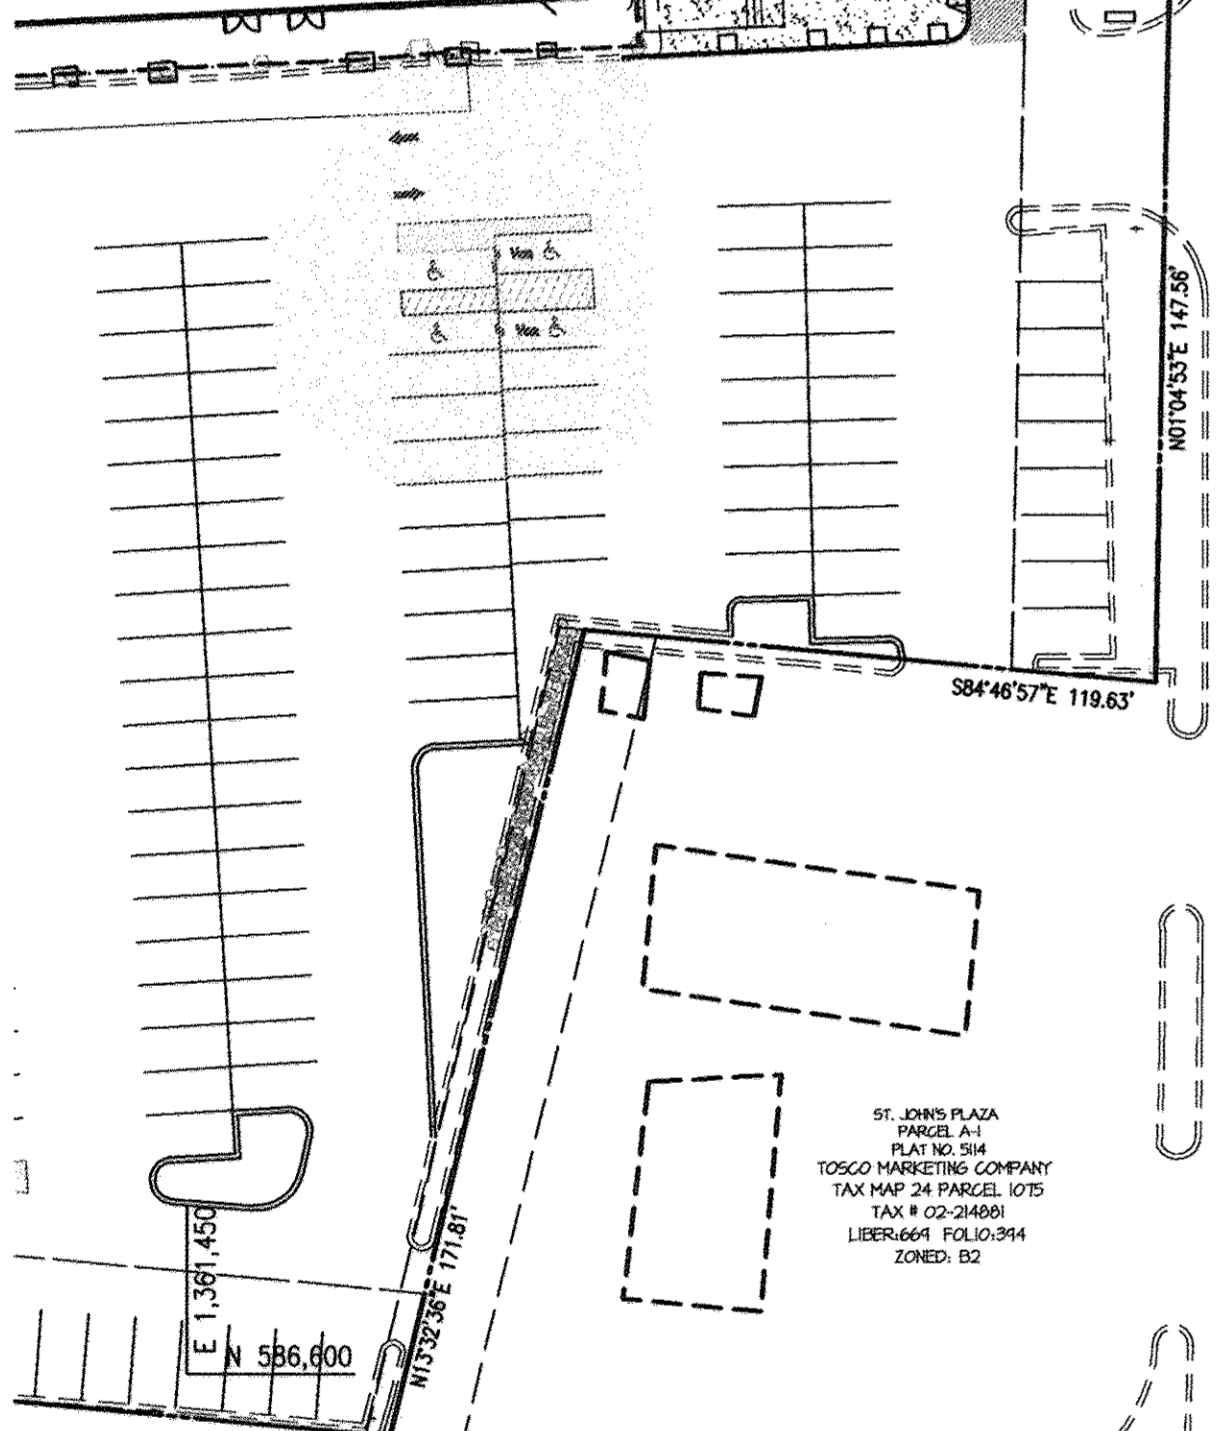 Van
Van
N01°04'53"E 147.56'
S84°46'57"E 119.63'
ST. JOHN'S PLAZA
PARCEL A-1
PLAT NO. 5114
TOSCO MARKETING COMPANY
TAX MAP 24 PARCEL 1075
TAX # 02-214881
LIBER:669 FOLIO:394
ZONED: B2
N13°32'36"E 171.81'
E 1,361,450
N 586,600